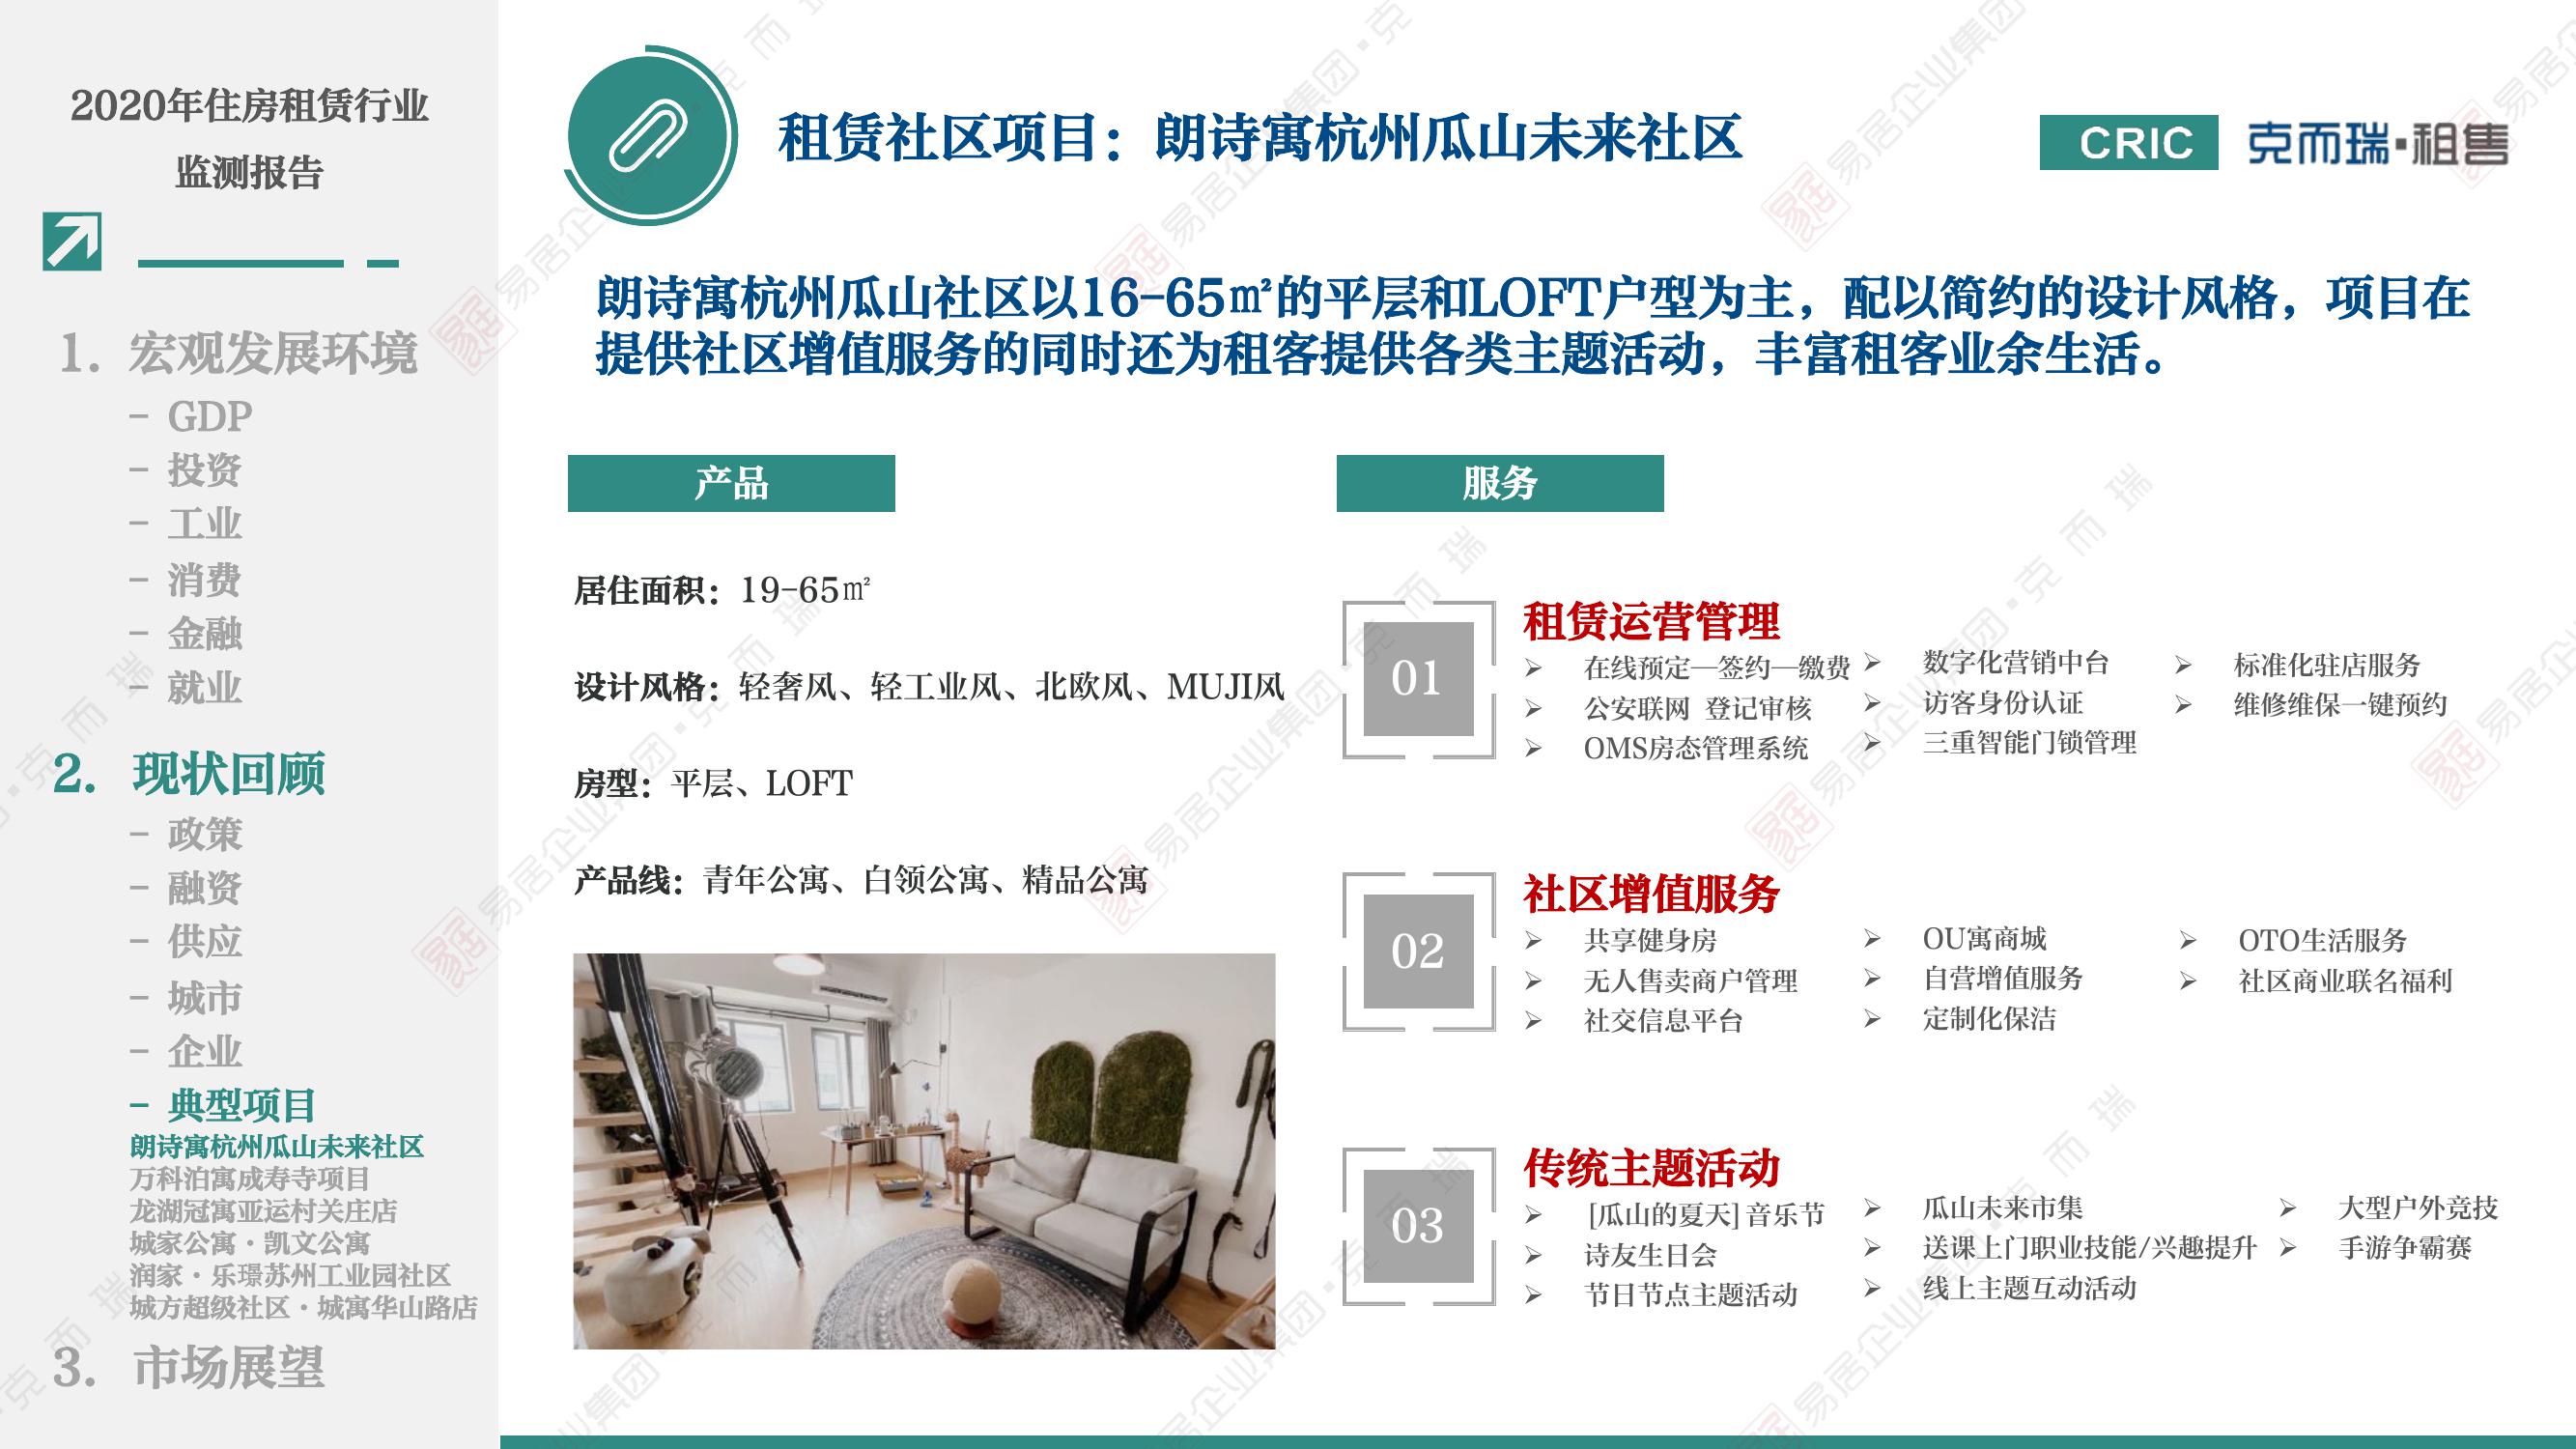 2020年住房租赁行业
监测报告
1. 宏观发展环境
– GDP
– 投资
– 工业
– 消费
– 金融
– 就业
2. 现状回顾
– 政策
– 融资
– 供应
– 城市
– 企业
– 典型项目
朗诗寓杭州瓜山未来社区
万科泊寓成寿寺项目
龙湖冠寓亚运村关庄店
城家公寓·凯文公寓
润家·乐璟苏州工业园社区
城方超级社区·城寓华山路店
3. 市场展望
租赁社区项目：朗诗寓杭州瓜山未来社区
CRIC 克而瑞·租售
朗诗寓杭州瓜山社区以16-65㎡的平层和LOFT户型为主，配以简约的设计风格，项目在
提供社区增值服务的同时还为租客提供各类主题活动，丰富租客业余生活。
产品
居住面积：19-65㎡
设计风格：轻奢风、轻工业风、北欧风、MUJI风
房型：平层、LOFT
产品线：青年公寓、白领公寓、精品公寓
服务
01
租赁运营管理
➢ 在线预定—签约—缴费
➢ 公安联网 登记审核
➢ OMS房态管理系统
➢ 数字化营销中台
➢ 访客身份认证
➢ 三重智能门锁管理
➢ 标准化驻店服务
➢ 维修维保一键预约
02
社区增值服务
➢ 共享健身房
➢ 无人售卖商户管理
➢ 社交信息平台
➢ OU寓商城
➢ 自营增值服务
➢ 定制化保洁
➢ OTO生活服务
➢ 社区商业联名福利
03
传统主题活动
➢ [瓜山的夏天] 音乐节
➢ 诗友生日会
➢ 节日节点主题活动
➢ 瓜山未来市集
➢ 送课上门职业技能/兴趣提升
➢ 线上主题互动活动
➢ 大型户外竞技
➢ 手游争霸赛
易居企业集团·克而瑞